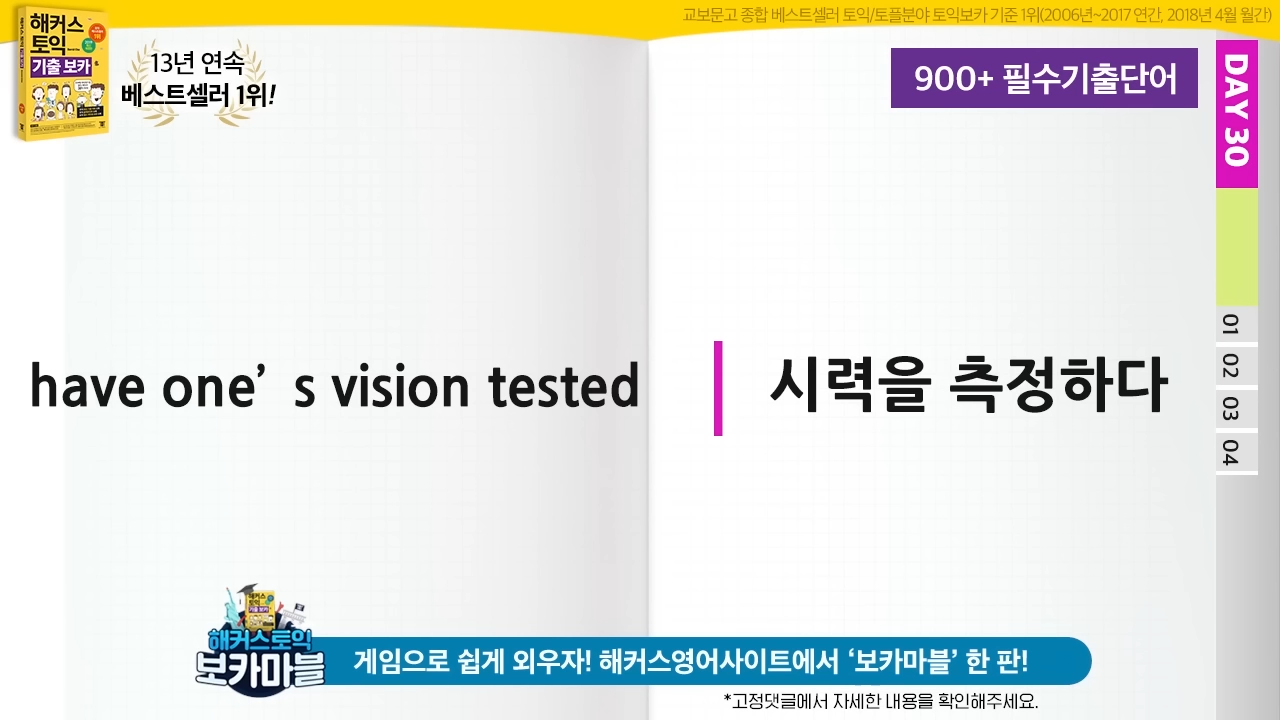 교보문고 종합 베스트셀러 토익/토플분야 토익보카 기준 1위(2006년~2017 연간, 2018년 4월 월간)
해커스
토익
기출 보카
13년 연속
베스트셀러 1위!
900+ 필수기출단어
DAY 30
01
02
03
04
have one’s vision tested
시력을 측정하다
해커스토익
보카마블
게임으로 쉽게 외우자! 해커스영어사이트에서 ‘보카마블’ 한 판!
*고정댓글에서 자세한 내용을 확인해주세요.